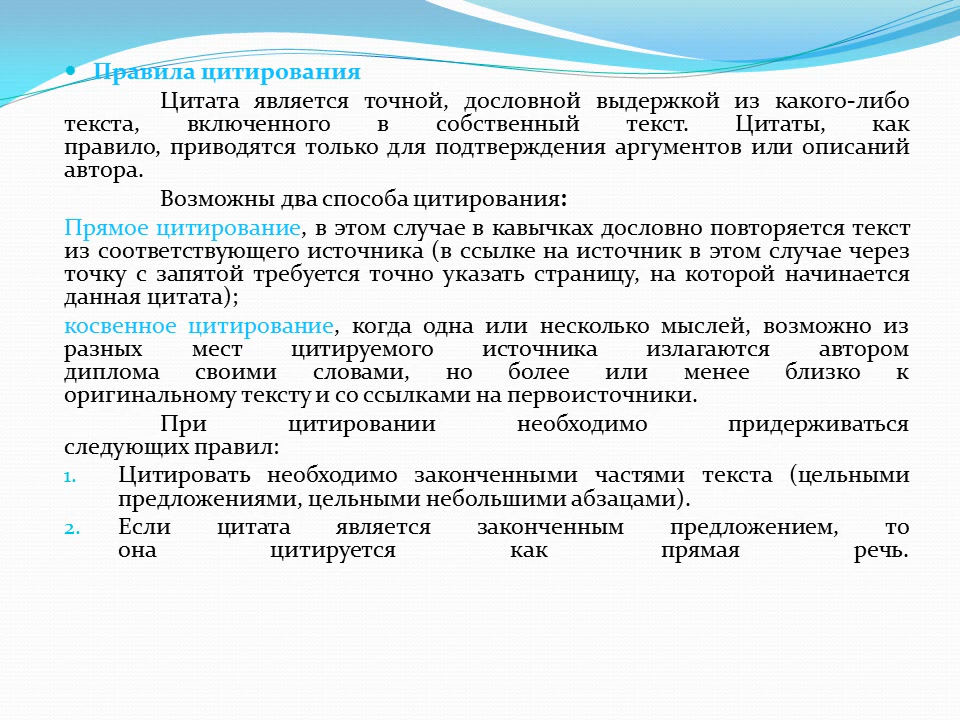 • Правила цитирования
Цитата является точной, дословной выдержкой из какого-либо
текста, включенного в собственный текст. Цитаты, как
правило, приводятся только для подтверждения аргументов или описаний
автора.
Возможны два способа цитирования:
Прямое цитирование, в этом случае в кавычках дословно повторяется текст
из соответствующего источника (в ссылке на источник в этом случае через
точку с запятой требуется точно указать страницу, на которой начинается
данная цитата);
косвенное цитирование, когда одна или несколько мыслей, возможно из
разных мест цитируемого источника излагаются автором
диплома своими словами, но более или менее близко к
оригинальному тексту и со ссылками на первоисточники.
При цитировании необходимо придерживаться
следующих правил:
1. Цитировать необходимо законченными частями текста (цельными
предложениями, цельными небольшими абзацами).
2. Если цитата является законченным предложением, то
она цитируется как прямая речь.